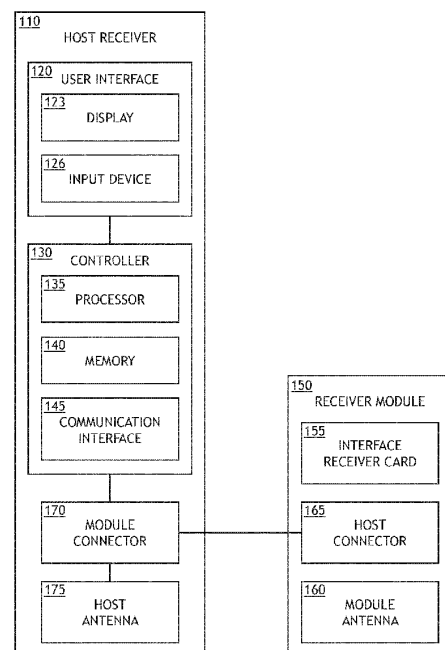 110
HOST RECEIVER
120
USER INTERFACE
123
DISPLAY
126
INPUT DEVICE
130
CONTROLLER
135
PROCESSOR
140
MEMORY
145
COMMUNICATION
INTERFACE
170
MODULE
CONNECTOR
175
HOST
ANTENNA
150
RECEIVER MODULE
155
INTERFACE
RECEIVER CARD
165
HOST
CONNECTOR
160
MODULE
ANTENNA